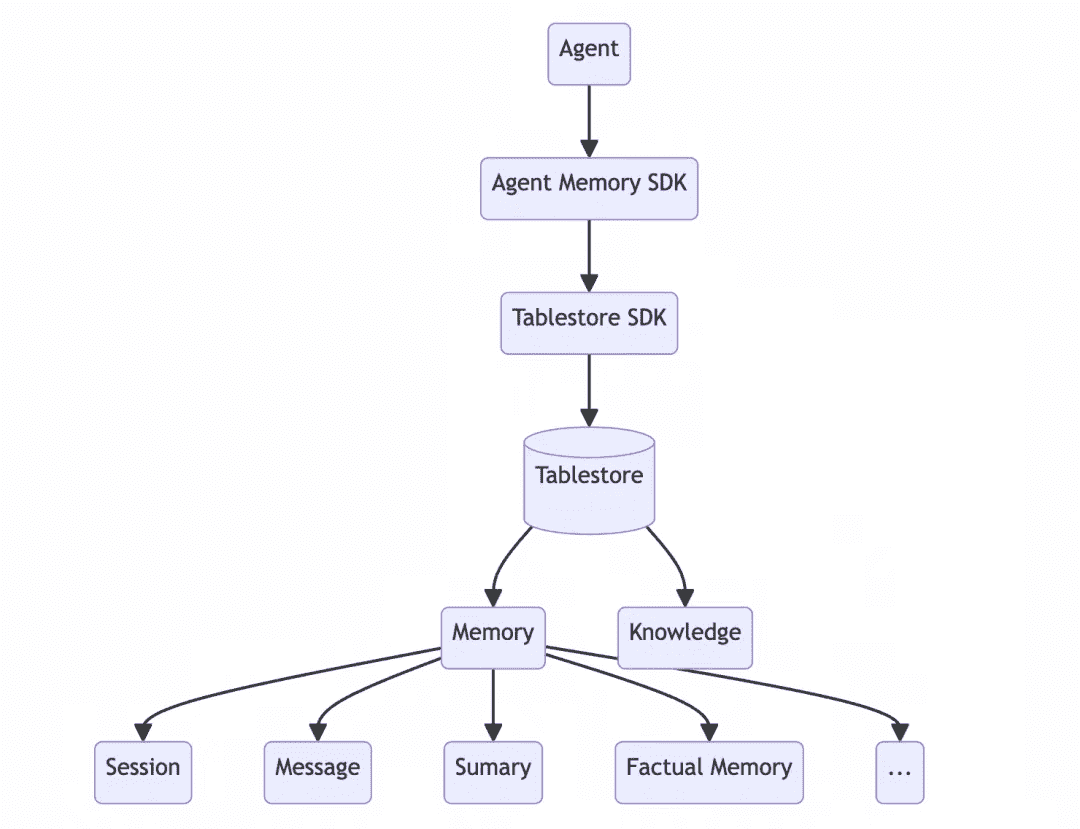 Agent
Agent Memory SDK
Tablestore SDK
Tablestore
Memory
Knowledge
Session
Message
Sumary
Factual Memory
...